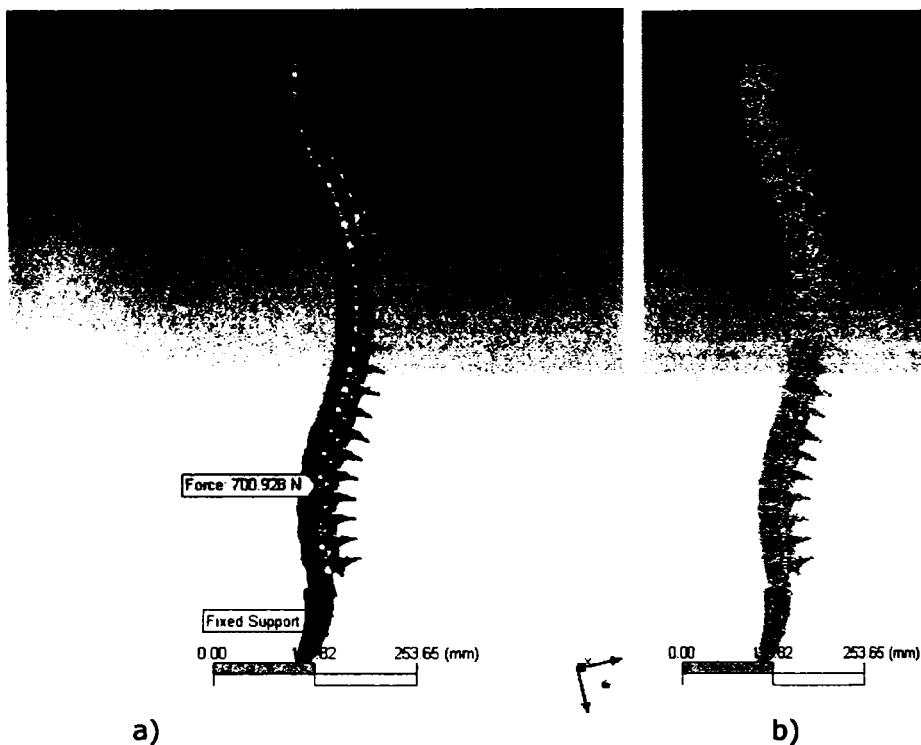 Force: 700.928 N
Fixed Support
0.00
253.65 (mm)
0.00
253.65 (mm)
a)
b)